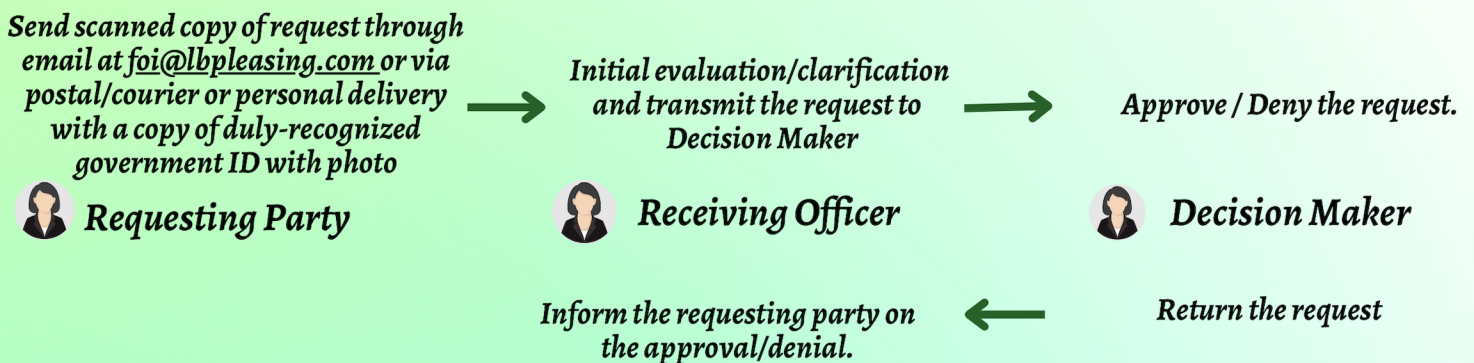 Send scanned copy of request through
email at foi@lbpleasing.com or via
postal/courier or personal delivery
with a copy of duly-recognized
government ID with photo
Requesting Party
Initial evaluation/clarification
and transmit the request to
Decision Maker
Receiving Officer
Approve / Deny the request.
Decision Maker
Return the request
Inform the requesting party on
the approval/denial.